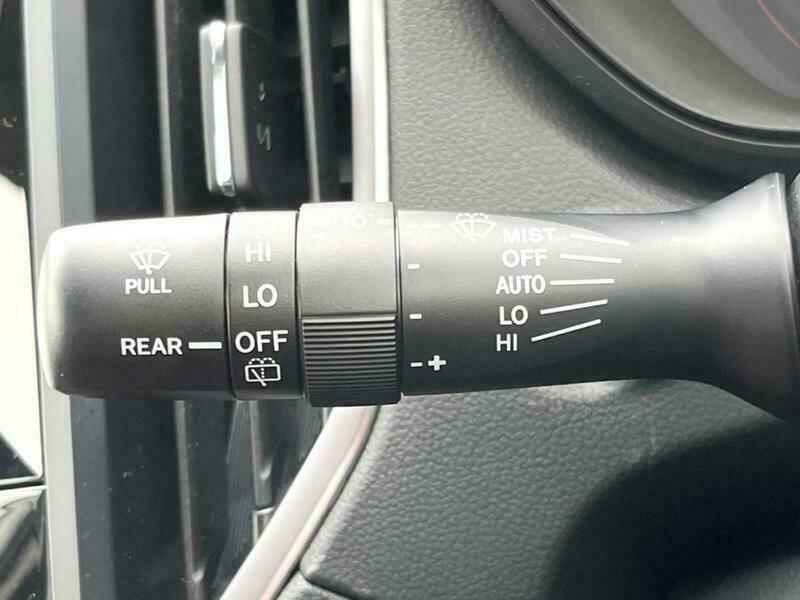 PULL
REAR
HI
LO
OFF
AUTO
- +
MIST
OFF
AUTO
LO
HI